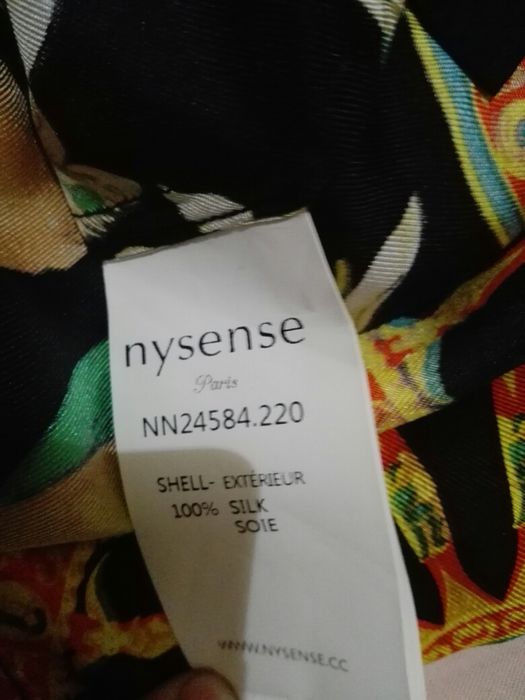 nysense
Paris
NN24584.220
SHELL- EXTÉRIEUR
100% SILK
SOIE
WWW.NYSENSE.CC